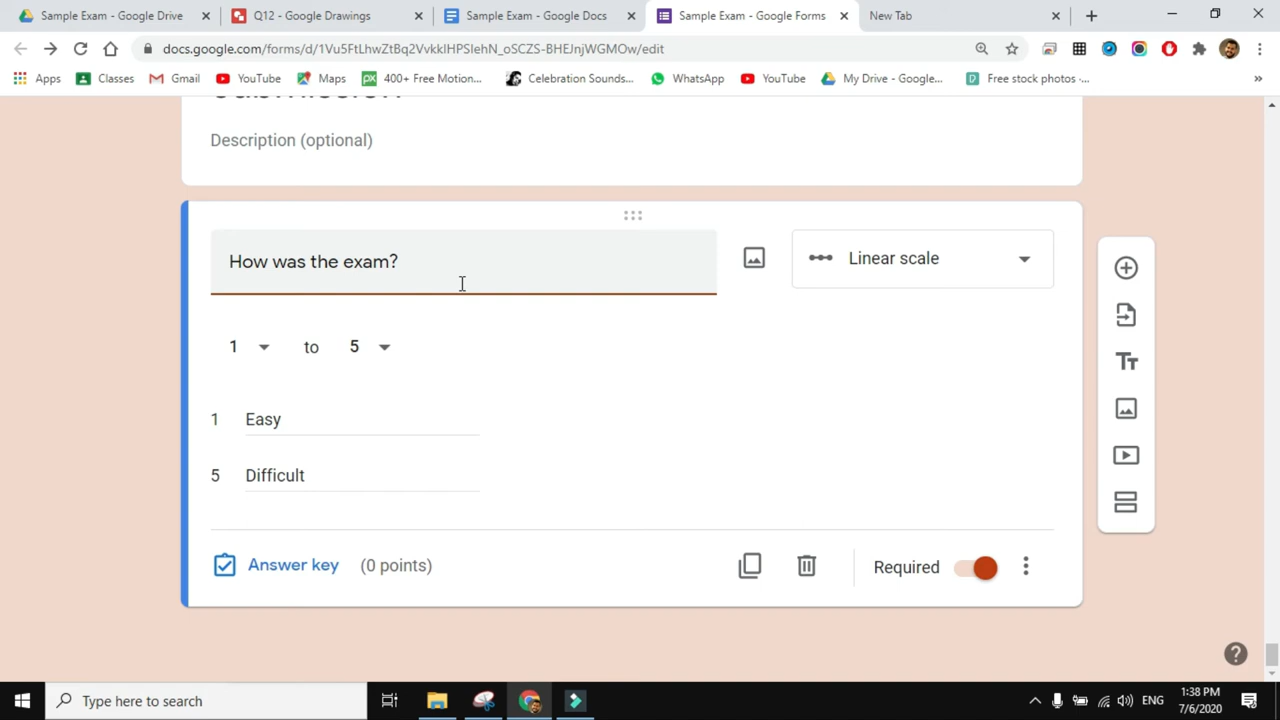 Sample Exam - Google Drive
Q12 - Google Drawings
Sample Exam - Google Docs
Sample Exam - Google Forms
New Tab
docs.google.com/forms/d/1Vu5FtLhwZtBq2VvkklHPSlehN_oSCZS-BHEJnjWGMOw/edit
Apps
Classes
Gmail
YouTube
Maps
400+ Free Motion...
Celebration Sounds...
WhatsApp
YouTube
My Drive - Google...
Free stock photos -...
Description (optional)
How was the exam?
Linear scale
1 to 5
1 Easy
5 Difficult
Answer key (0 points)
Required
Type here to search
ENG
1:38 PM
7/6/2020